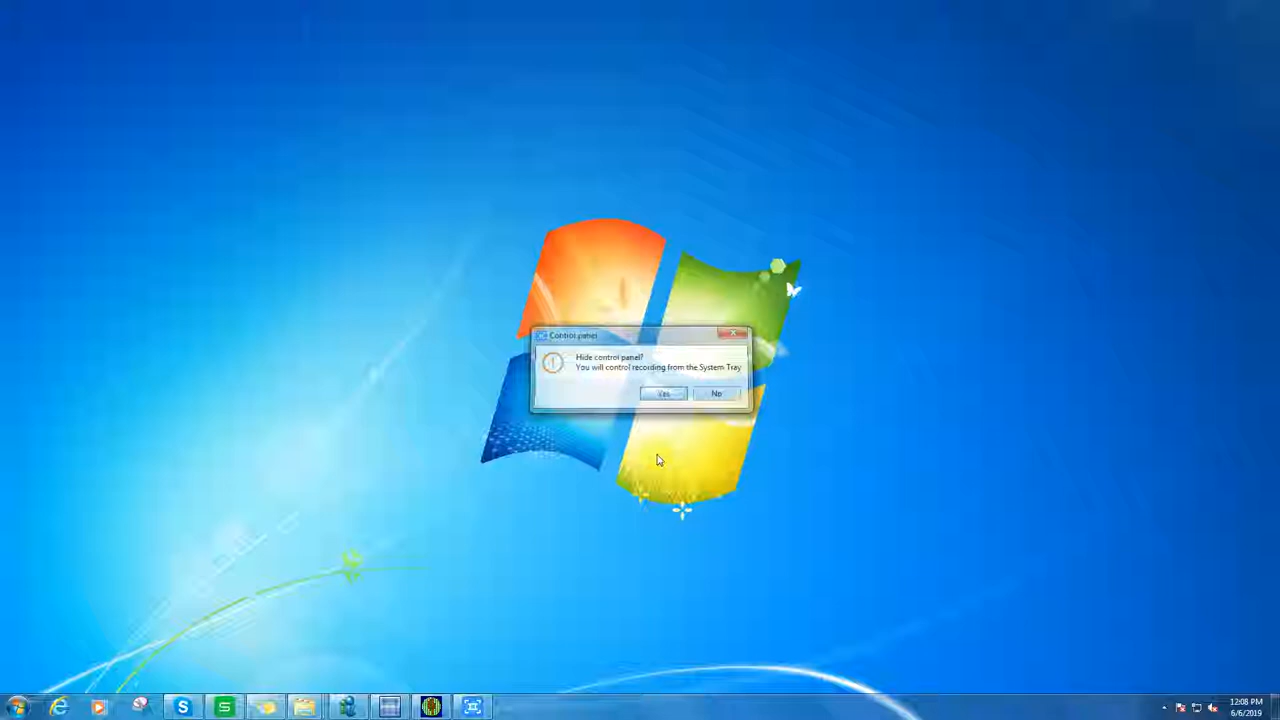 Control panel
Hide control panel?
You will control recording from the System Tray
Yes
No
12:08 PM
6/6/2019